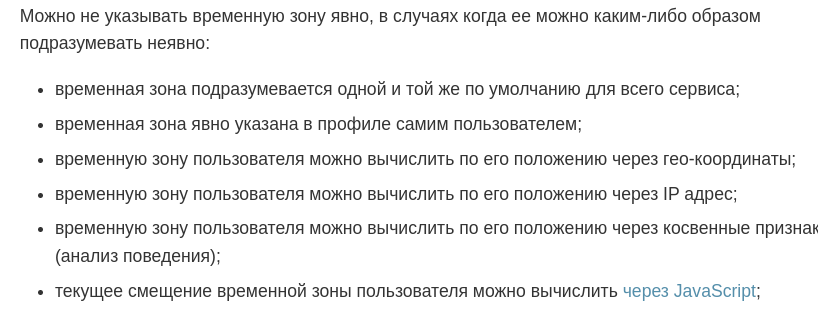 Можно не указывать временную зону явно, в случаях когда ее можно каким-либо образом
подразумевать неявно:
• временная зона подразумевается одной и той же по умолчанию для всего сервиса;
• временная зона явно указана в профиле самим пользователем;
• временную зону пользователя можно вычислить по его положению через гео-координаты;
• временную зону пользователя можно вычислить по его положению через IP адрес;
• временную зону пользователя можно вычислить по его положению через косвенные признак
(анализ поведения);
• текущее смещение временной зоны пользователя можно вычислить через JavaScript;